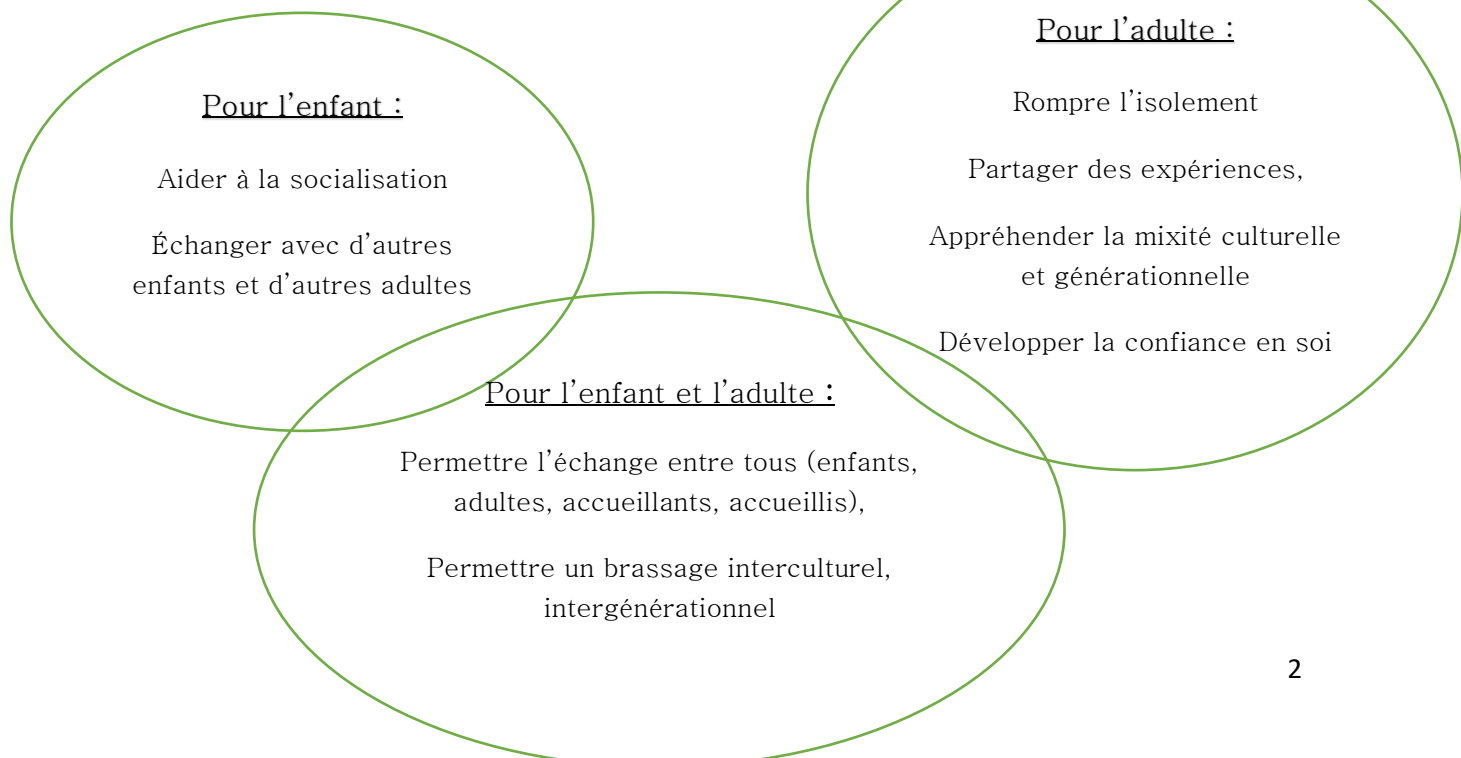 Pour l’enfant :
Aider à la socialisation
Échanger avec d’autres
enfants et d’autres adultes
Pour l’adulte :
Rompre l’isolement
Partager des expériences,
Appréhender la mixité culturelle
et générationnelle
Développer la confiance en soi
Pour l’enfant et l’adulte :
Permettre l’échange entre tous (enfants,
adultes, accueillants, accueillis),
Permettre un brassage interculturel,
intergénérationnel
2